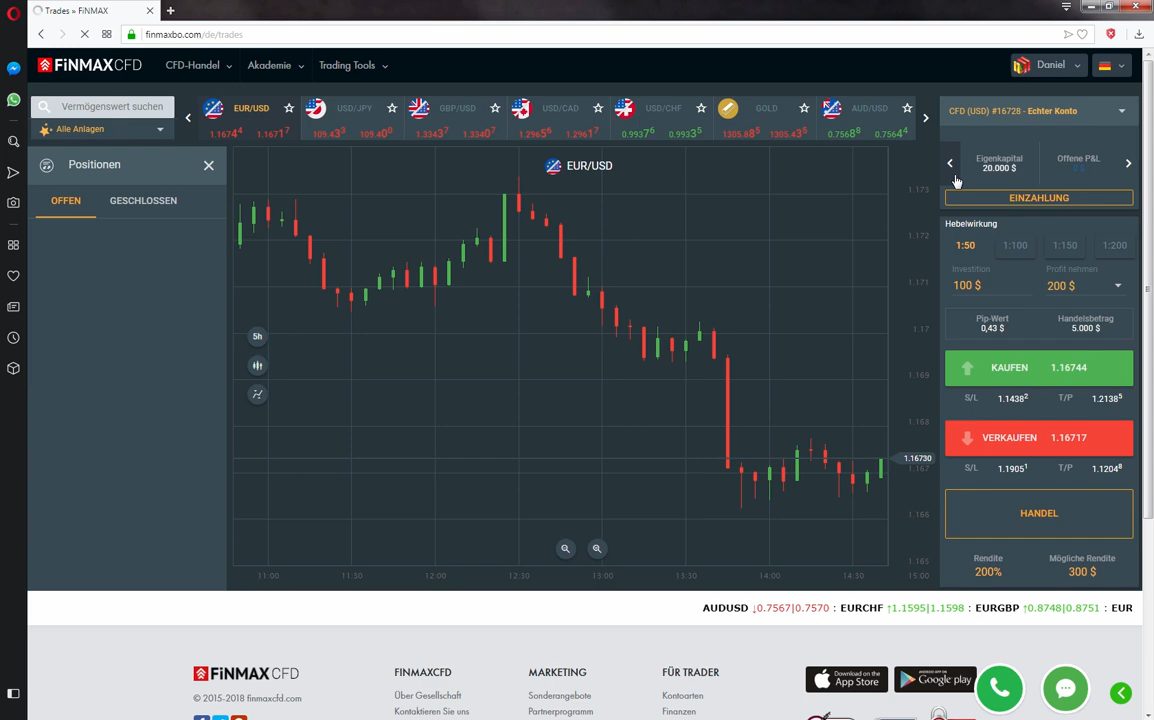 Trades » FiNMAX
finmaxbo.com/de/trades
FiNMAXCFD
CFD-Handel
Akademie
Trading Tools
Daniel
Vermögenswert suchen
Alle Anlagen
EUR/USD
1.1674⁴ 1.1671⁷
USD/JPY
109.43³ 109.40⁰
GBP/USD
1.3343⁷ 1.3340⁷
USD/CAD
1.2965⁶ 1.2961⁷
USD/CHF
0.9937⁶ 0.9933⁵
GOLD
1305.88⁵ 1305.43⁵
AUD/USD
0.7568⁸ 0.7564⁴
CFD (USD) #16728 - Echter Konto
Positionen
OFFEN
GESCHLOSSEN
EUR/USD
5h
1.173
1.172
1.171
1.17
1.169
1.168
1.16730
1.167
1.166
1.165
11:00 11:30 12:00 12:30 13:00 13:30 14:00 14:30 15:00
Eigenkapital
20.000 $
Offene P&L
0 $
EINZAHLUNG
Hebelwirkung
1:50 1:100 1:150 1:200
Investition
100 $
Profit nehmen
200 $
Pip-Wert
0,43 $
Handelsbetrag
5.000 $
KAUFEN 1.16744
S/L 1.1438² T/P 1.2138⁵
VERKAUFEN 1.16717
S/L 1.1905¹ T/P 1.1204⁸
HANDEL
Rendite
200%
Mögliche Rendite
300 $
AUDUSD ↓0.7567|0.7570 : EURCHF ↑1.1595|1.1598 : EURGBP ↑0.8748|0.8751 : EUR
FiNMAXCFD
© 2015-2018 finmaxcfd.com
FINMAXCFD
Über Gesellschaft
Kontaktieren Sie uns
MARKETING
Sonderangebote
Partnerprogramm
FÜR TRADER
Kontoarten
Finanzen
Download on the
App Store
ANDROID APP ON
Google play